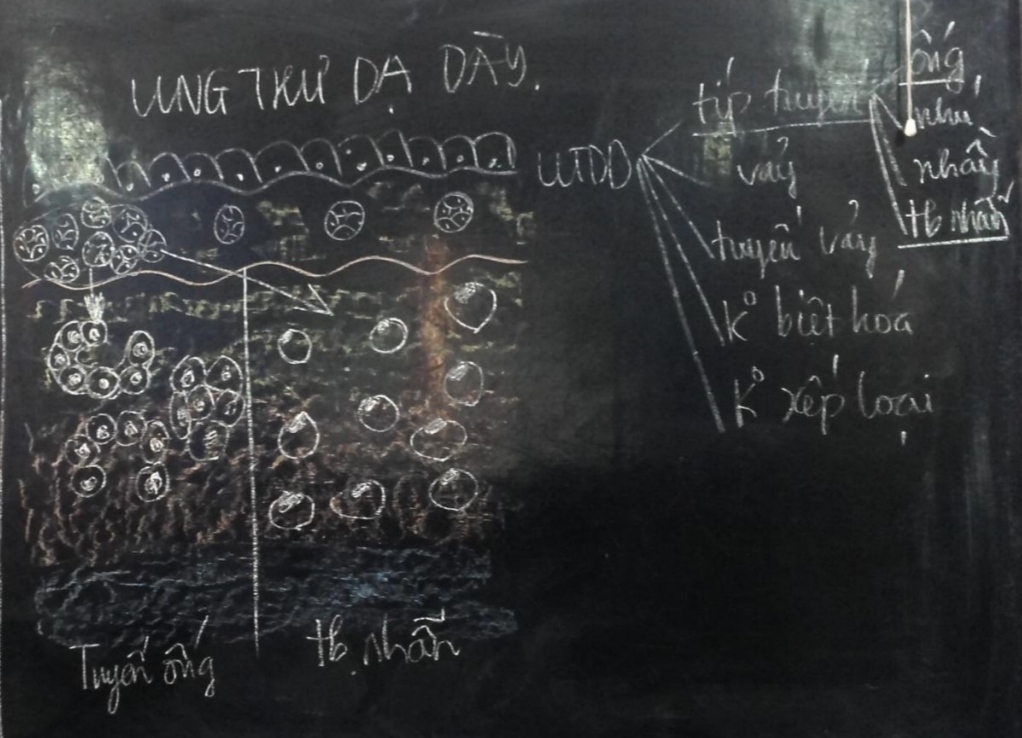 UNG THƯ DẠ DÀY.
UTDD
típ tuyến
ống
nhú
nhầy
tb nhẫn
vảy
tuyến vảy
K° biệt hoá
K° xếp loại
Tuyến ống
tb nhẫn